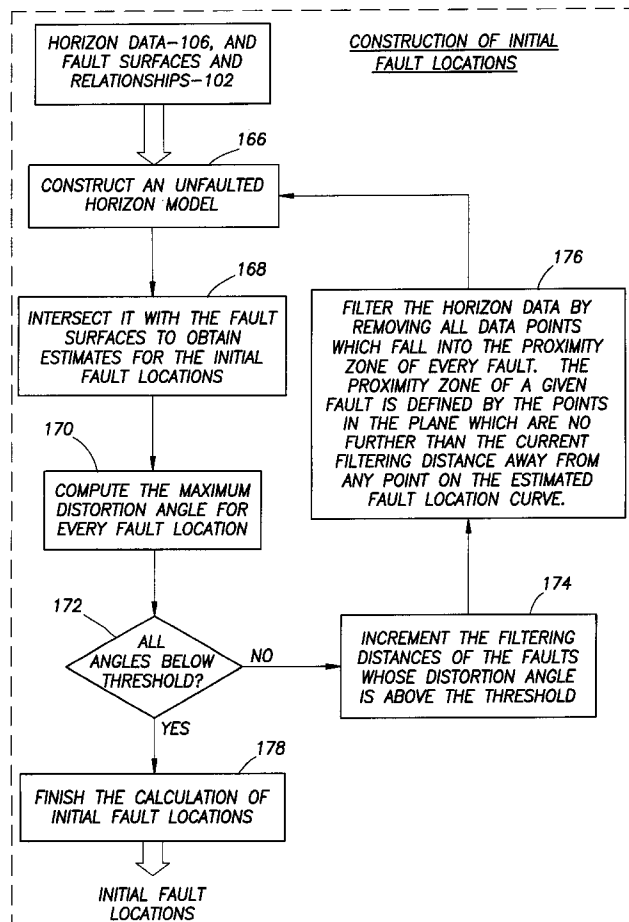 HORIZON DATA-106, AND
FAULT SURFACES AND
RELATIONSHIPS-102
CONSTRUCTION OF INITIAL
FAULT LOCATIONS
166
CONSTRUCT AN UNFAULTED
HORIZON MODEL
168
INTERSECT IT WITH THE FAULT
SURFACES TO OBTAIN
ESTIMATES FOR THE INITIAL
FAULT LOCATIONS
170
COMPUTE THE MAXIMUM
DISTORTION ANGLE FOR
EVERY FAULT LOCATION
172
ALL
ANGLES BELOW
THRESHOLD?
NO
YES
174
INCREMENT THE FILTERING
DISTANCES OF THE FAULTS
WHOSE DISTORTION ANGLE
IS ABOVE THE THRESHOLD
176
FILTER THE HORIZON DATA BY
REMOVING ALL DATA POINTS
WHICH FALL INTO THE PROXIMITY
ZONE OF EVERY FAULT. THE
PROXIMITY ZONE OF A GIVEN
FAULT IS DEFINED BY THE POINTS
IN THE PLANE WHICH ARE NO
FURTHER THAN THE CURRENT
FILTERING DISTANCE AWAY FROM
ANY POINT ON THE ESTIMATED
FAULT LOCATION CURVE.
178
FINISH THE CALCULATION OF
INITIAL FAULT LOCATIONS
INITIAL FAULT
LOCATIONS